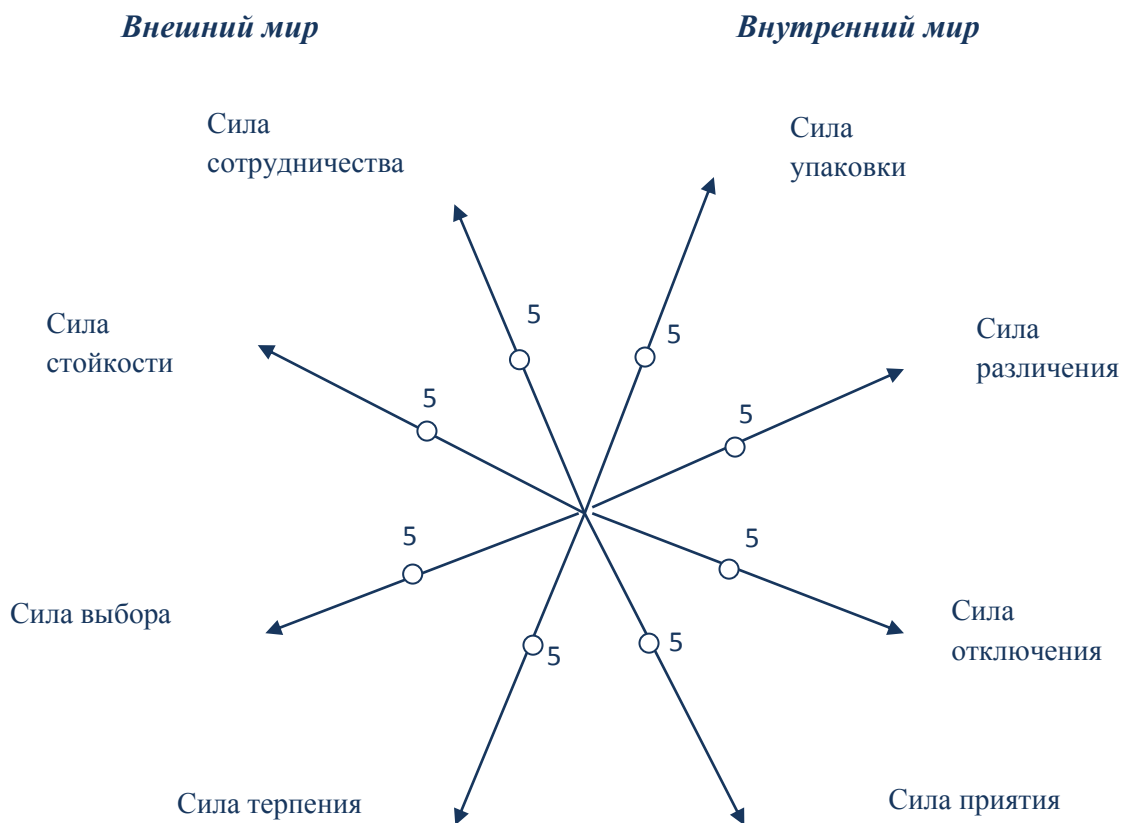 Внешний мир
Внутренний мир
Сила
сотрудничества
Сила
упаковки
5
5
Сила
стойкости
Сила
различения
5
5
5
5
Сила выбора
Сила
отключения
5
5
Сила терпения
Сила приятия